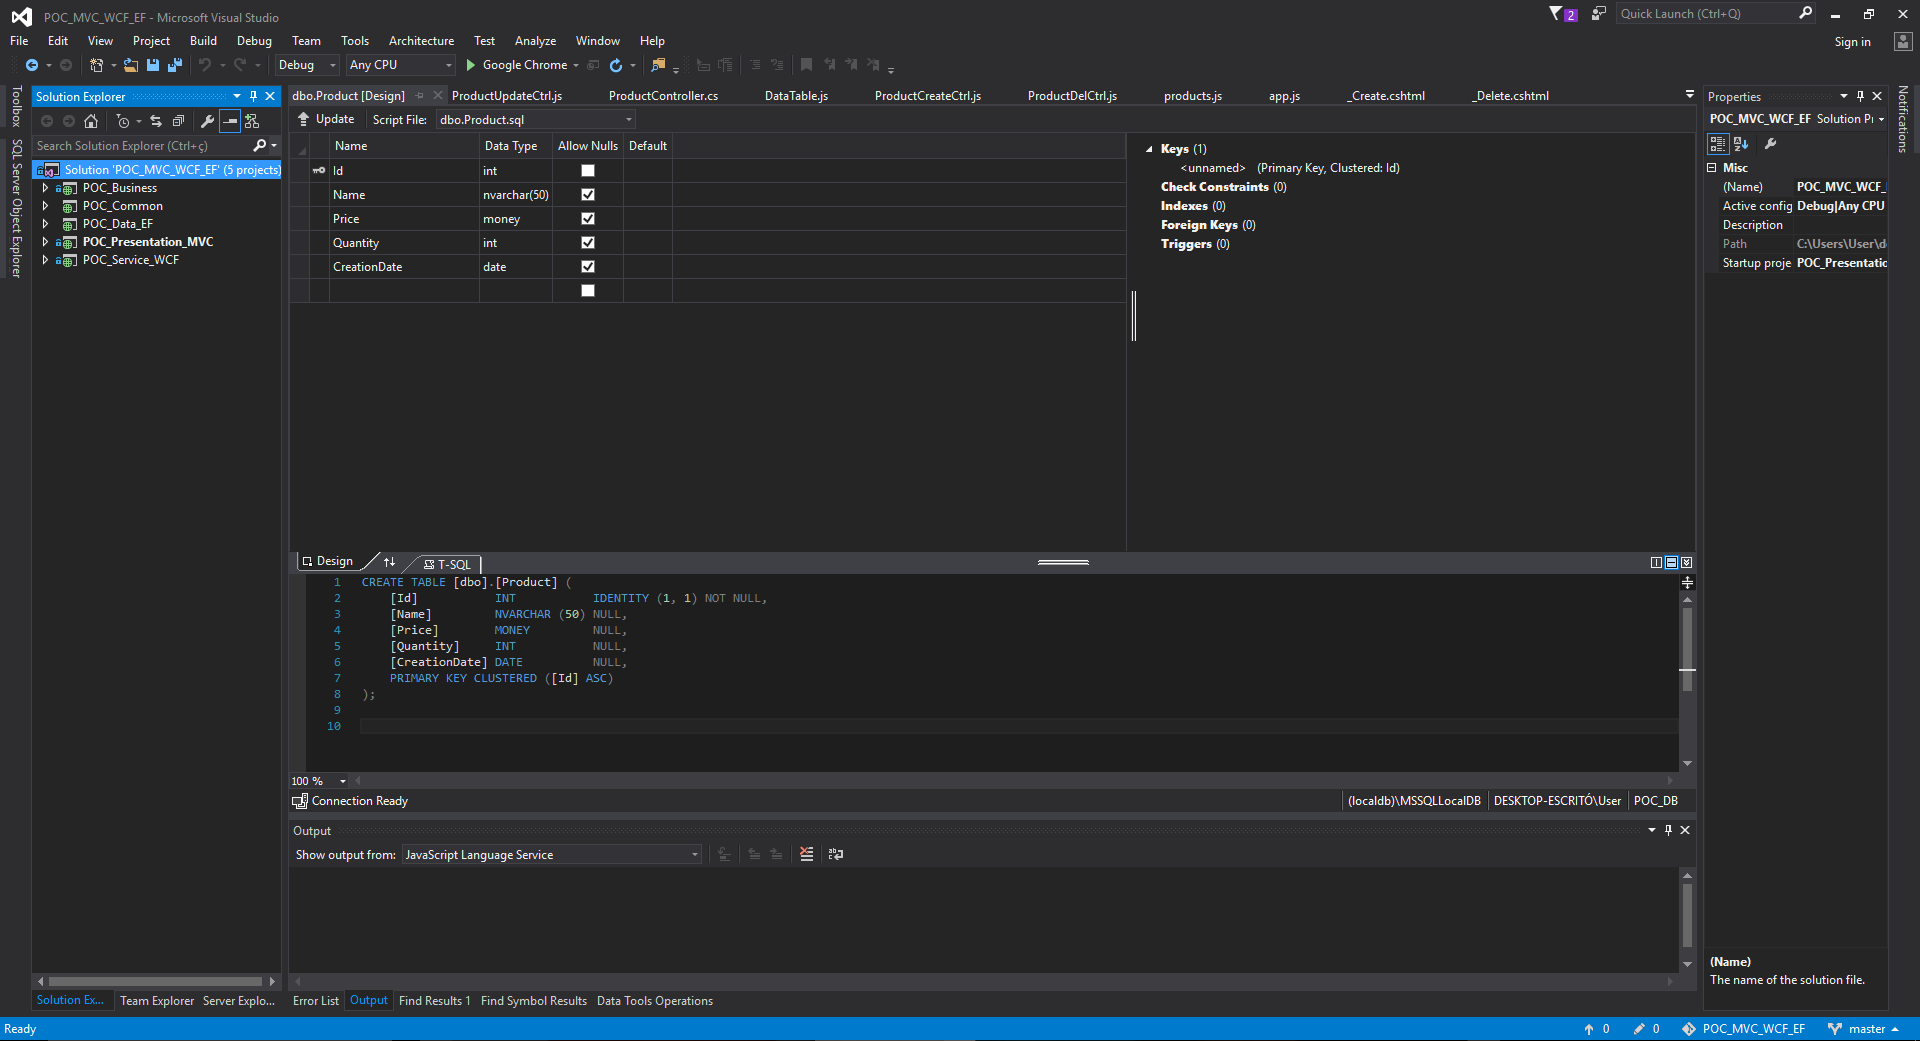 POC_MVC_WCF_EF - Microsoft Visual Studio
2
Quick Launch (Ctrl+Q)
File Edit View Project Build Debug Team Tools Architecture Test Analyze Window Help
Sign in
Debug Any CPU Google Chrome
Toolbox
SQL Server Object Explorer
Solution Explorer
Search Solution Explorer (Ctrl+ç)
Solution 'POC_MVC_WCF_EF' (5 projects)
POC_Business
POC_Common
POC_Data_EF
POC_Presentation_MVC
POC_Service_WCF
Solution Ex... Team Explorer Server Explo...
dbo.Product [Design] ProductUpdateCtrl.js ProductController.cs DataTable.js ProductCreateCtrl.js ProductDelCtrl.js products.js app.js _Create.cshtml _Delete.cshtml
Update Script File: dbo.Product.sql
Name Data Type Allow Nulls Default
Id int
Name nvarchar(50)
Price money
Quantity int
CreationDate date
Keys (1)
<unnamed> (Primary Key, Clustered: Id)
Check Constraints (0)
Indexes (0)
Foreign Keys (0)
Triggers (0)
Design T-SQL
1 CREATE TABLE [dbo].[Product] (
2 [Id] INT IDENTITY (1, 1) NOT NULL,
3 [Name] NVARCHAR (50) NULL,
4 [Price] MONEY NULL,
5 [Quantity] INT NULL,
6 [CreationDate] DATE NULL,
7 PRIMARY KEY CLUSTERED ([Id] ASC)
8 );
9
10
100 %
Connection Ready
(localdb)\MSSQLLocalDB DESKTOP-ESCRITÓ\User POC_DB
Output
Show output from: JavaScript Language Service
Error List Output Find Results 1 Find Symbol Results Data Tools Operations
Properties
POC_MVC_WCF_EF Solution Pr
Misc
(Name) POC_MVC_WCF_
Active config Debug|Any CPU
Description
Path C:\Users\User\d
Startup proje POC_Presentatic
(Name)
The name of the solution file.
Notifications
Ready
0 0 POC_MVC_WCF_EF master